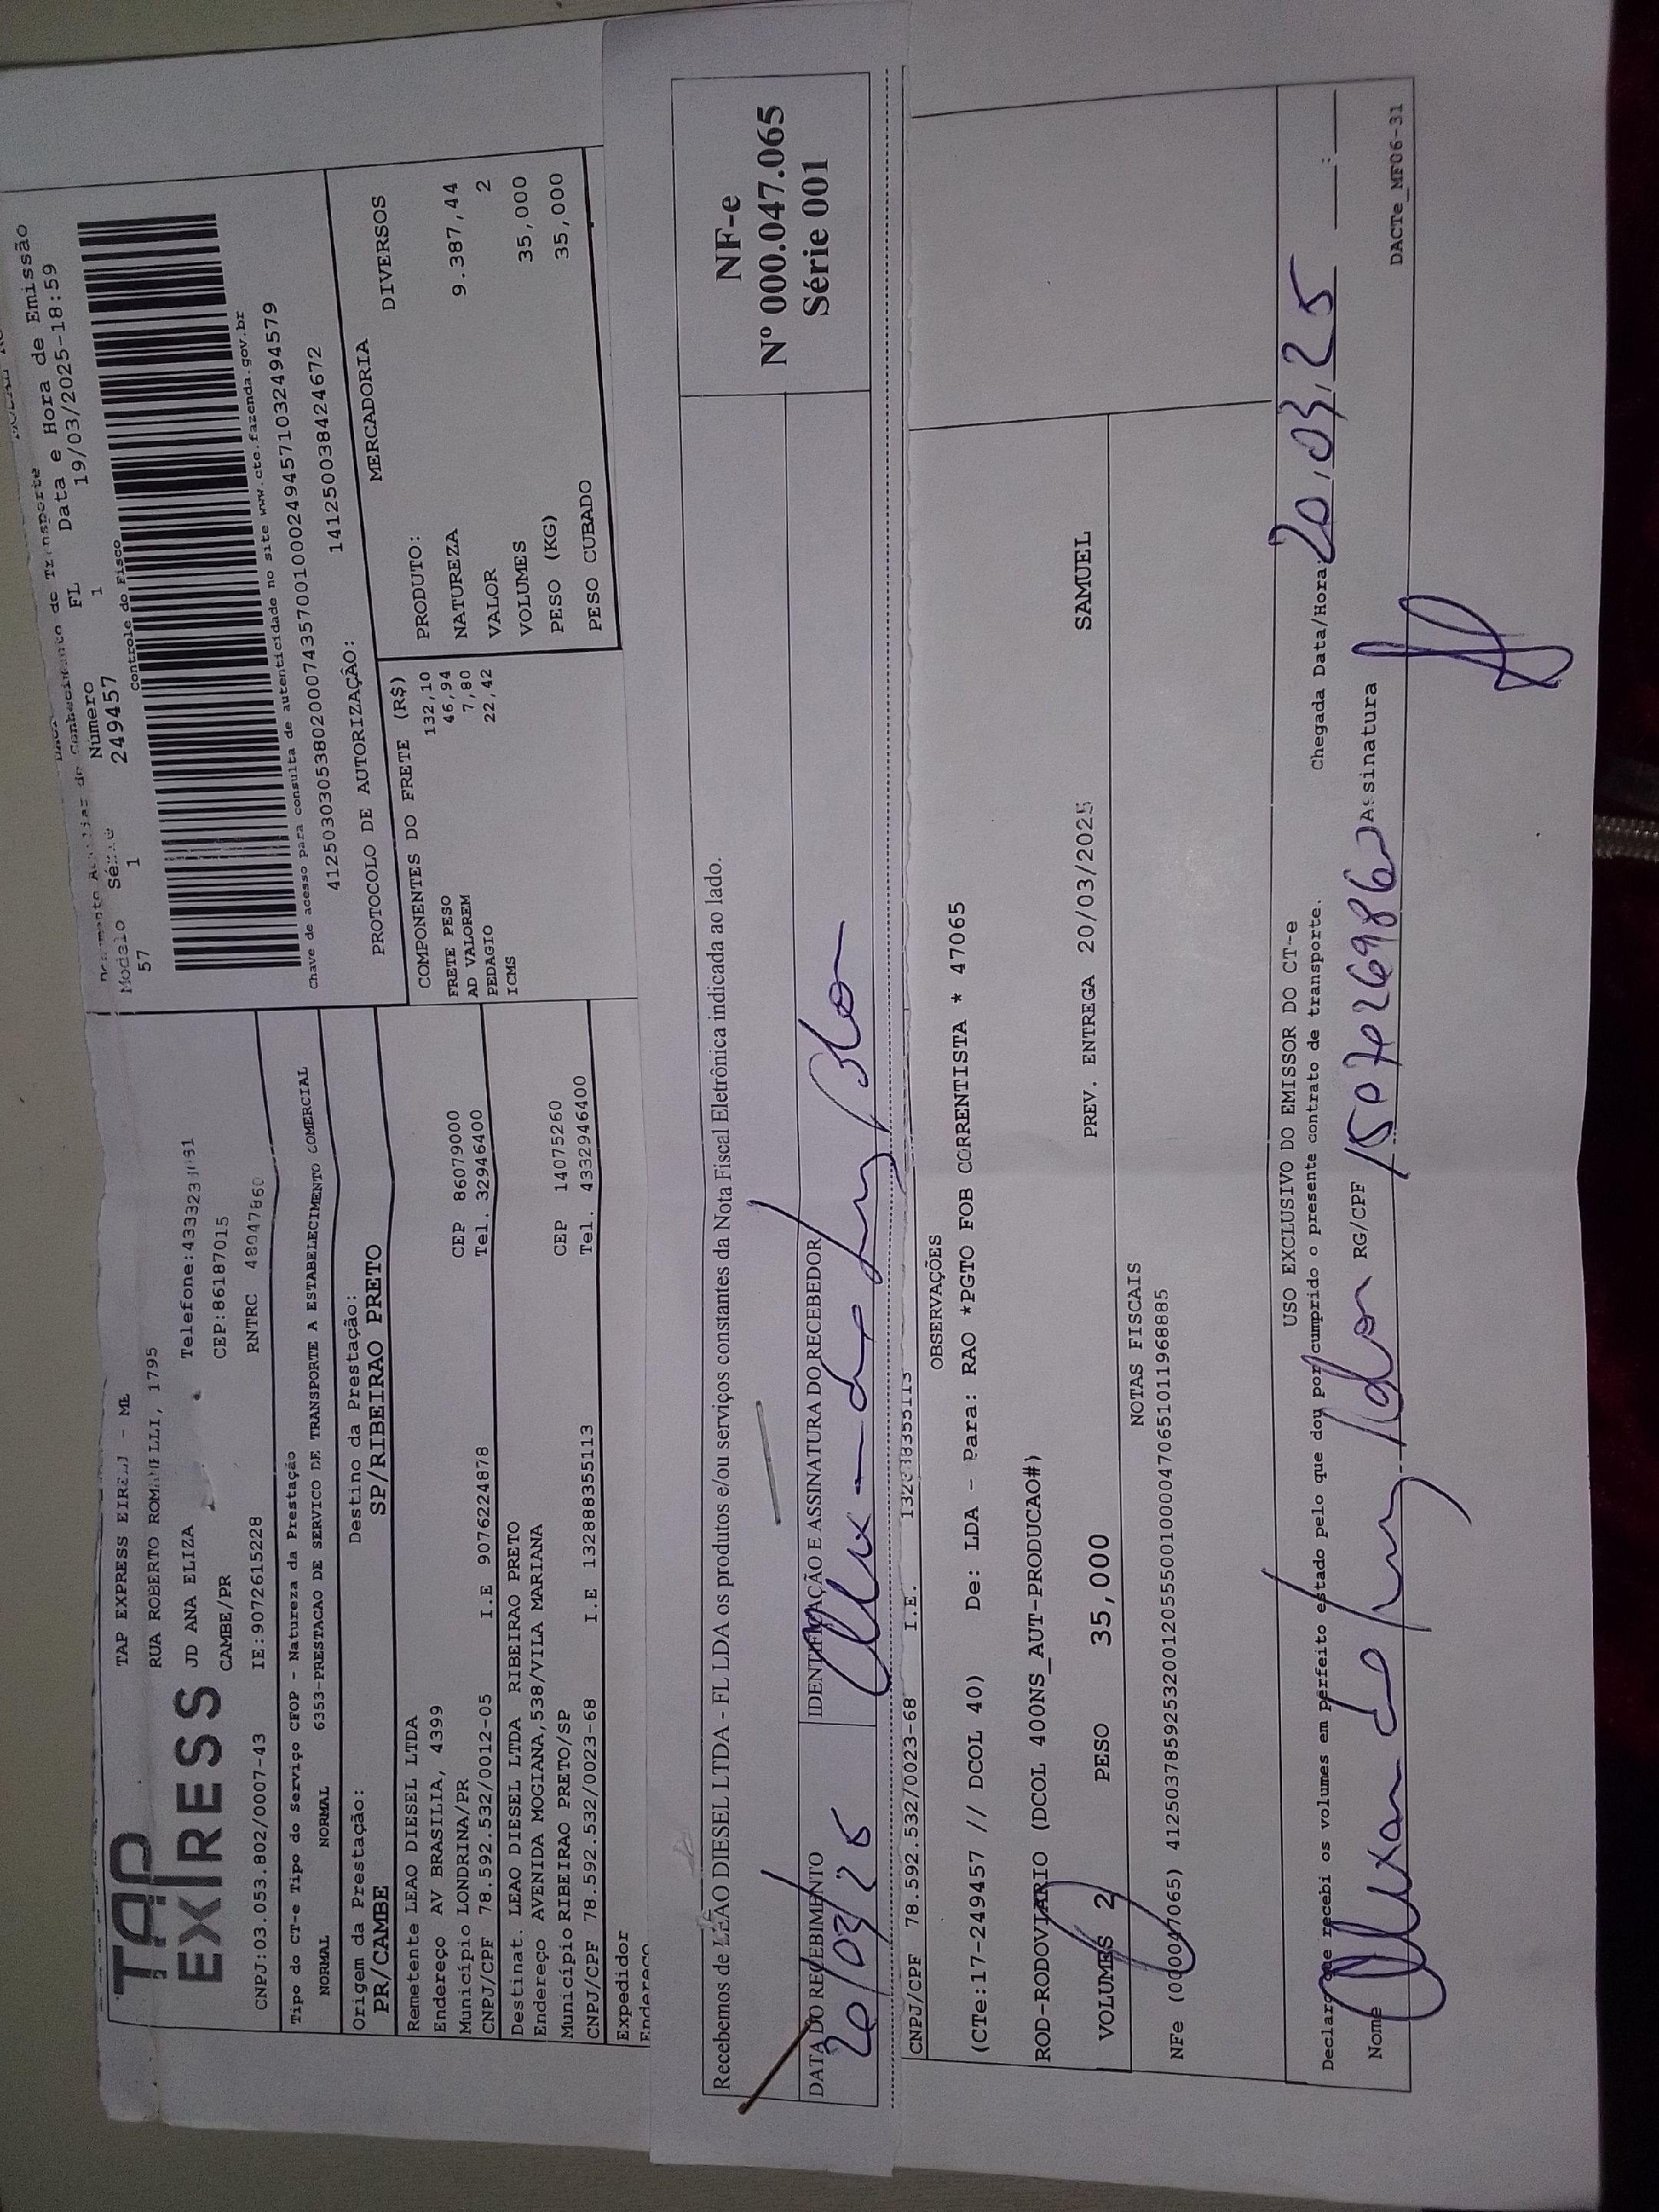 TAP
EXPRESS
TAP EXPRESS EIRELI - ME
RUA ROBERTO ROMANELLI, 1795
JD ANA ELIZA Telefone:
CAMBE/PR CEP:86187015
CNPJ:03.053.802/0007-43 IE:9072615228 RNTRC 48047860
Tipo do CT-e Tipo do Serviço CFOP - Natureza da Prestação
NORMAL NORMAL 6353-PRESTACAO DE SERVICO DE TRANSPORTE A ESTABELECIMENTO COMERCIAL
Origem da Prestação: Destino da Prestação:
PR/CAMBE SP/RIBEIRAO PRETO
Remetente LEAO DIESEL LTDA
Endereço AV BRASILIA, 4399
Município LONDRINA/PR CEP 86079000
CNPJ/CPF 78.592.532/0012-05 I.E 9076224878 Tel. 32946400
Destinat. LEAO DIESEL LTDA RIBEIRAO PRETO
Endereço AVENIDA MOGIANA,538/VILA MARIANA
Município RIBEIRAO PRETO/SP CEP 14075260
CNPJ/CPF 78.592.532/0023-68 I.E 132888355113 Tel. 4332946400
Expedidor
Endereço
Documento Auxiliar do Conhecimento de Transporte
Modelo Série Número FL Data e Hora de Emissão
57 1 249457 1 19/03/2025-18:59
Controle do Fisco
Chave de acesso para consulta de autenticidade no site www.cte.fazenda.gov.br
41250303053802000743570010002494571032494579
PROTOCOLO DE AUTORIZAÇÃO: 141250038424672
COMPONENTES DO FRETE (R$)
FRETE PESO 132,10
AD VALOREM 46,94
PEDAGIO 7,80
ICMS 22,42
MERCADORIA
PRODUTO: DIVERSOS
NATUREZA
VALOR 9.387,44
VOLUMES 2
PESO (KG) 35,000
PESO CUBADO 35,000
Recebemos de LEÃO DIESEL LTDA - FL LDA os produtos e/ou serviços constantes da Nota Fiscal Eletrônica indicada ao lado.
DATA DO RECEBIMENTO IDENTIFICAÇÃO E ASSINATURA DO RECEBEDOR
20/03/25
NF-e
Nº 000.047.065
Série 001
CNPJ/CPF 78.592.532/0023-68 I.E. 132888355113
OBSERVAÇÕES
(CTe:17-249457 // DCOL 40) De: LDA - Para: RAO *PGTO FOB CORRENTISTA * 47065
ROD-RODOVIARIO (DCOL 400NS_AUT-PRODUCAO#)
VOLUMES 2 PESO 35,000 PREV. ENTREGA 20/03/2025 SAMUEL
NOTAS FISCAIS
NFe (000047065) 41250378592532001205550010000470651011968885
USO EXCLUSIVO DO EMISSOR DO CT-e
Declaro que recebi os volumes em perfeito estado pelo que dou por cumprido o presente contrato de transporte. Chegada Data/Hora: 20/03/25 :
Nome RG/CPF Assinatura
DACTe_MF06-31